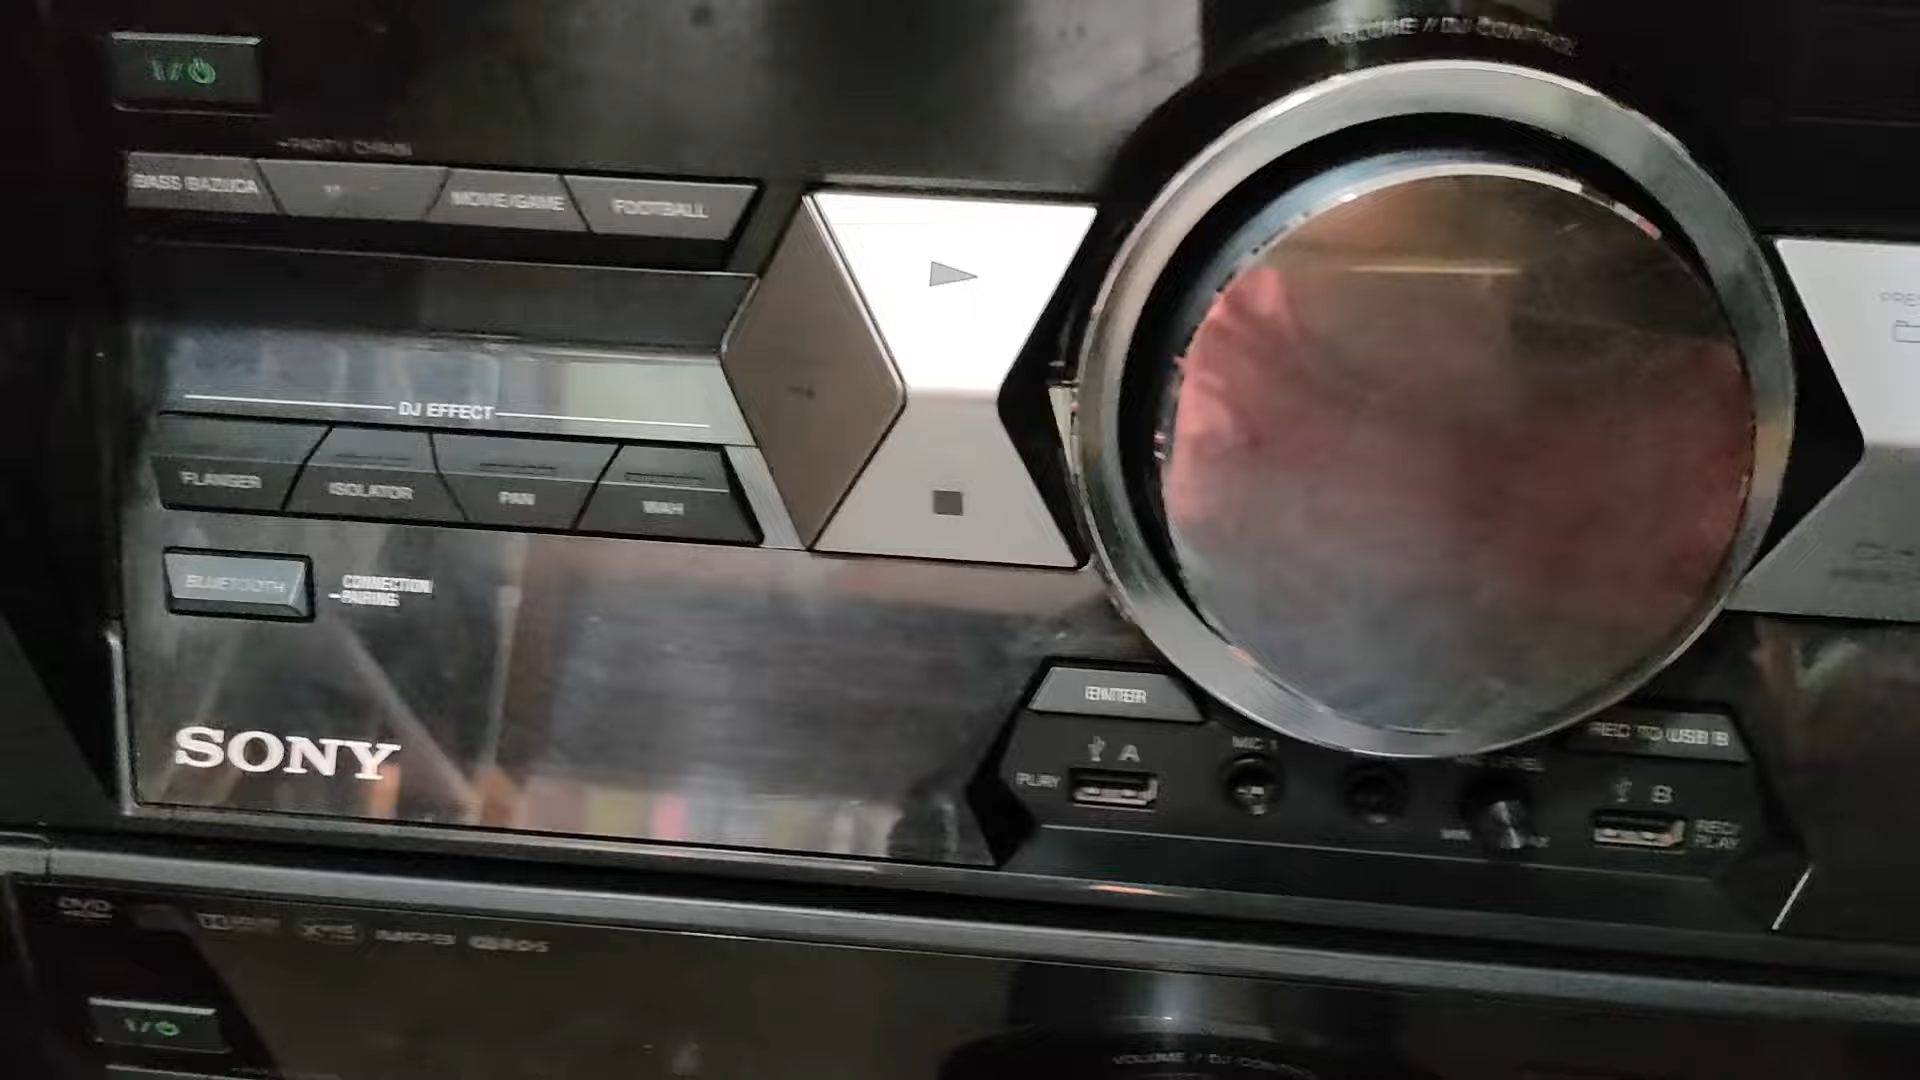 VOLUME / DJ CONTROL
I/⏻
PARTY CHAIN
BASS BAZUCA
MOVIE/GAME
FOOTBALL
DJ EFFECT
FLANGER
ISOLATOR
PAN
WAH
BLUETOOTH
CONNECTION
PAIRING
SONY
ENTER
REC TO USB B
A
MIC 1
PLAY
B
REC/
PLAY
DVD
I/⏻
VOLUME / DJ CONTROL